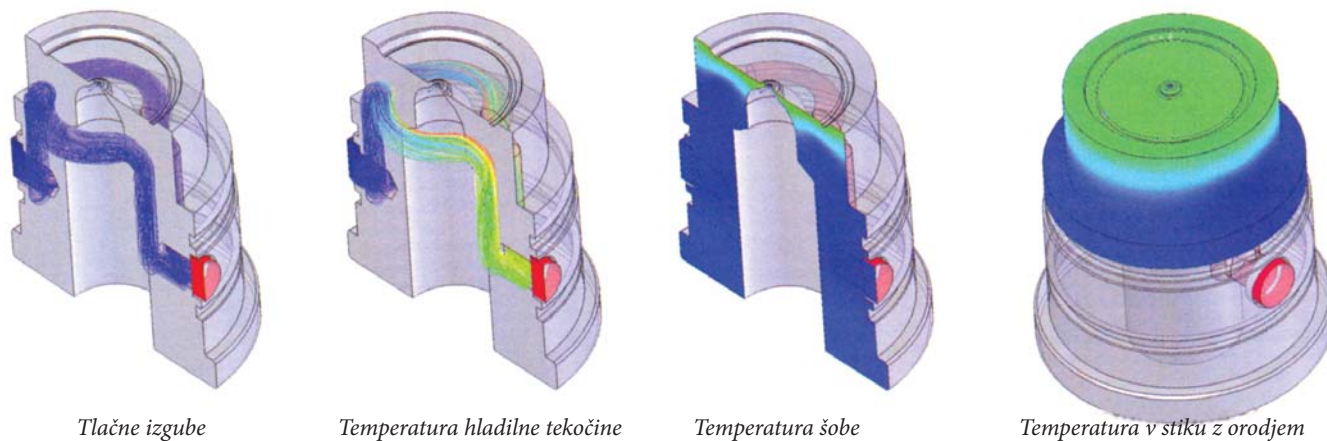 Tlačne izgube
Temperatura hladilne tekočine
Temperatura šobe
Temperatura v stiku z orodjem